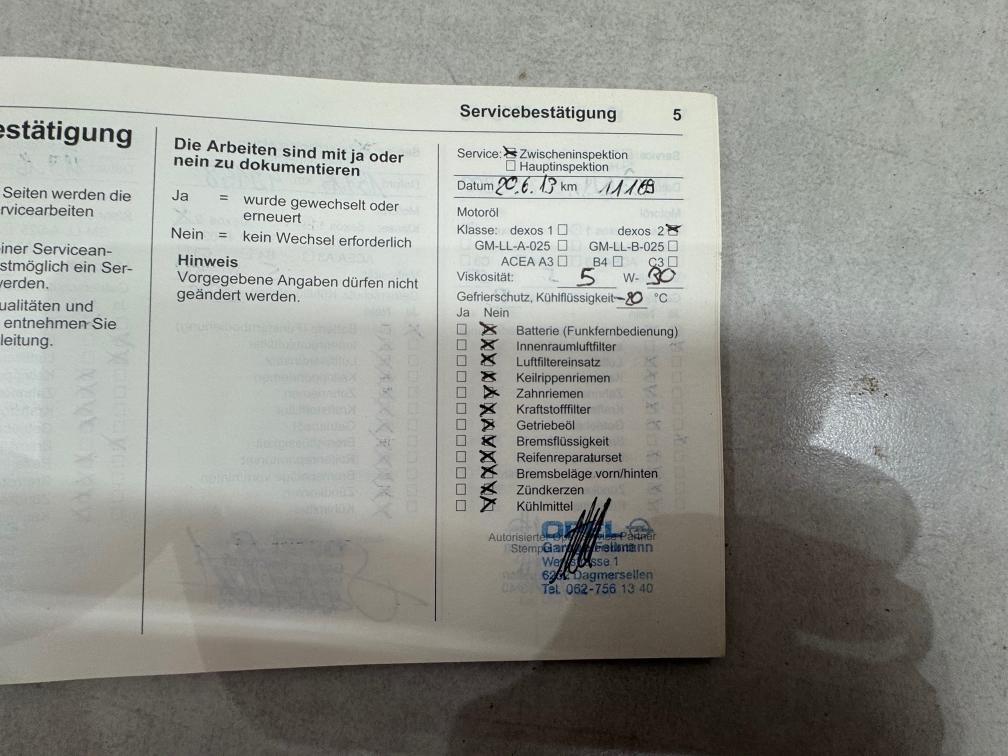 Servicebestätigung 5
estätigung
Seiten werden die
rvicearbeiten
iner Servicean-
stmöglich ein Ser-
verden.
ualitäten und
entnehmen Sie
leitung.
Die Arbeiten sind mit ja oder
nein zu dokumentieren
Ja = wurde gewechselt oder
erneuert
Nein = kein Wechsel erforderlich
Hinweis
Vorgegebene Angaben dürfen nicht
geändert werden.
Service: Zwischeninspektion
Hauptinspektion
Datum 20.6.13 km 11169
Motoröl
Klasse: dexos 1 dexos 2
GM-LL-A-025 GM-LL-B-025
ACEA A3 B4 C3
Viskosität: 5 W- 30
Gefrierschutz, Kühlflüssigkeit -20 °C
Ja Nein
Batterie (Funkfernbedienung)
Innenraumluftfilter
Luftfiltereinsatz
Keilrippenriemen
Zahnriemen
Kraftstofffilter
Getriebeöl
Bremsflüssigkeit
Reifenreparaturset
Bremsbeläge vorn/hinten
Zündkerzen
Kühlmittel
OPEL
Autorisierter Opel Service Partner
Dagmersellen
Tel. 062-756 13 40